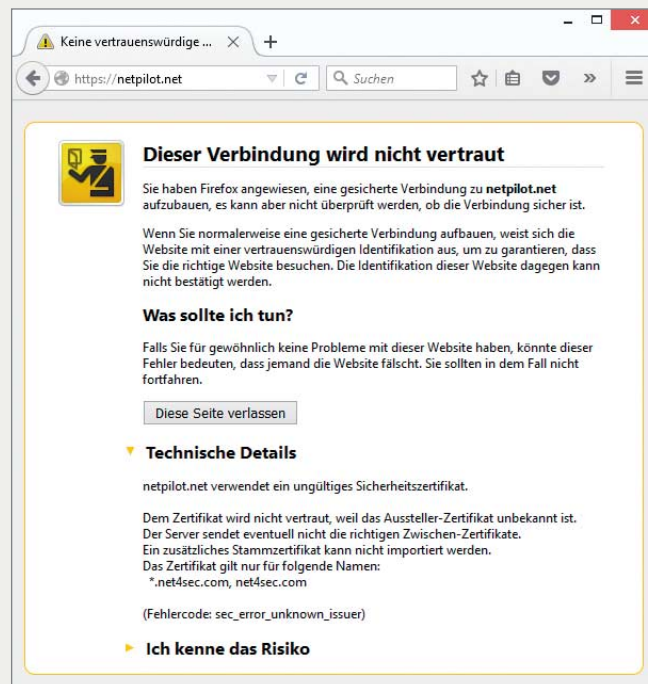 Keine vertrauenswürdige ...
https://netpilot.net
Suchen
Dieser Verbindung wird nicht vertraut
Sie haben Firefox angewiesen, eine gesicherte Verbindung zu netpilot.net
aufzubauen, es kann aber nicht überprüft werden, ob die Verbindung sicher ist.
Wenn Sie normalerweise eine gesicherte Verbindung aufbauen, weist sich die
Website mit einer vertrauenswürdigen Identifikation aus, um zu garantieren, dass
Sie die richtige Website besuchen. Die Identifikation dieser Website dagegen kann
nicht bestätigt werden.
Was sollte ich tun?
Falls Sie für gewöhnlich keine Probleme mit dieser Website haben, könnte dieser
Fehler bedeuten, dass jemand die Website fälscht. Sie sollten in dem Fall nicht
fortfahren.
Diese Seite verlassen
Technische Details
netpilot.net verwendet ein ungültiges Sicherheitszertifikat.
Dem Zertifikat wird nicht vertraut, weil das Aussteller-Zertifikat unbekannt ist.
Der Server sendet eventuell nicht die richtigen Zwischen-Zertifikate.
Ein zusätzliches Stammzertifikat kann nicht importiert werden.
Das Zertifikat gilt nur für folgende Namen:
*.net4sec.com, net4sec.com
(Fehlercode: sec_error_unknown_issuer)
Ich kenne das Risiko